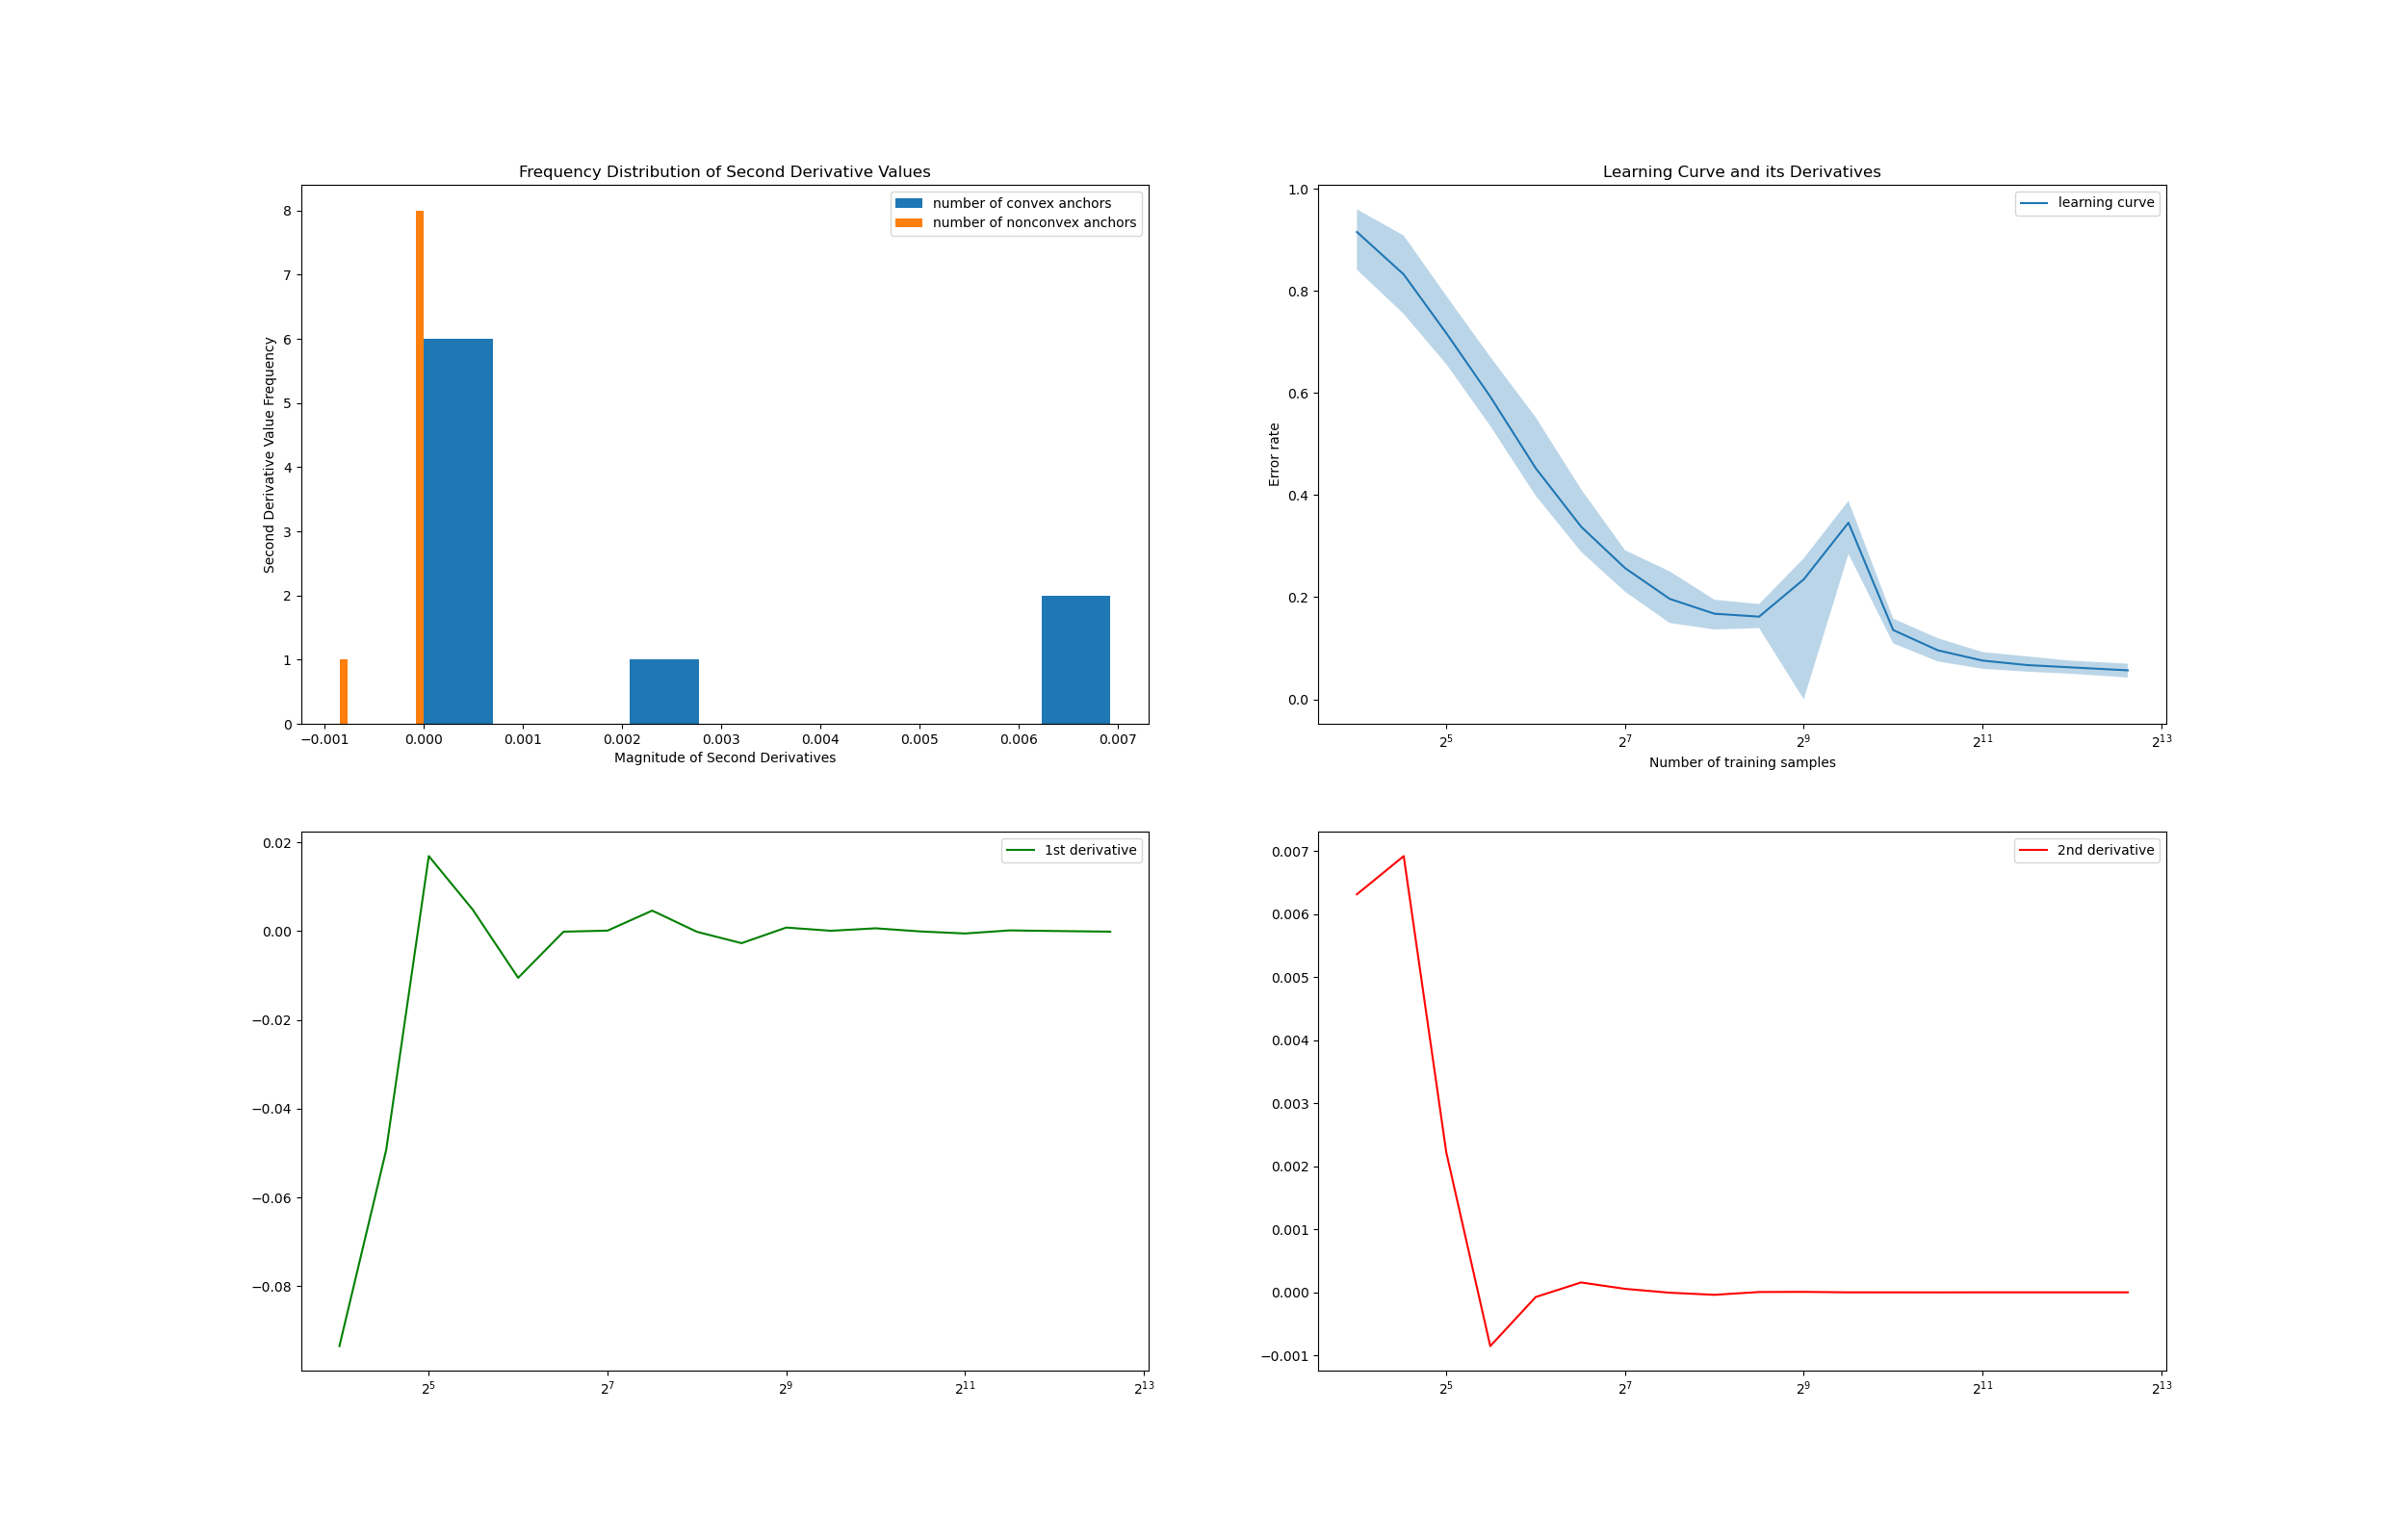 Frequency Distribution of Second Derivative Values
number of convex anchors
number of nonconvex anchors
Second Derivative Value Frequency
8
7
6
5
4
3
2
1
0
−0.001 0.000 0.001 0.002 0.003 0.004 0.005 0.006 0.007
Magnitude of Second Derivatives
Learning Curve and its Derivatives
learning curve
Error rate
1.0
0.8
0.6
0.4
0.2
0.0
2^5 2^7 2^9 2^11 2^13
Number of training samples
1st derivative
0.02
0.00
−0.02
−0.04
−0.06
−0.08
2^5 2^7 2^9 2^11 2^13
2nd derivative
0.007
0.006
0.005
0.004
0.003
0.002
0.001
0.000
−0.001
2^5 2^7 2^9 2^11 2^13